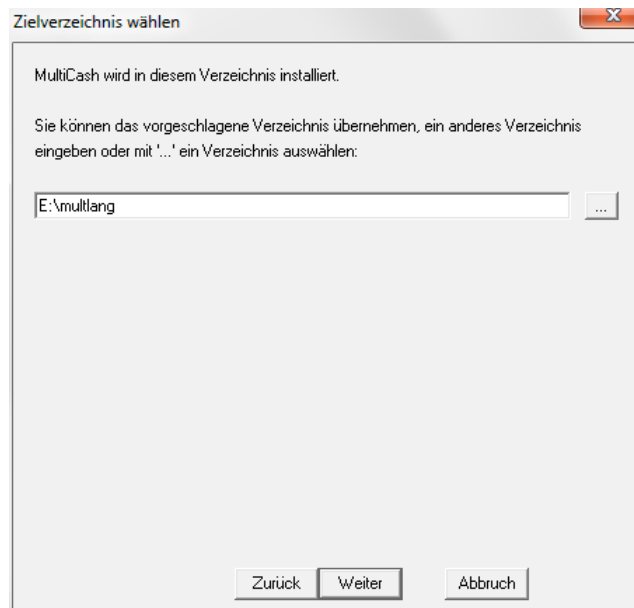 Zielverzeichnis wählen
X
MultiCash wird in diesem Verzeichnis installiert.
Sie können das vorgeschlagene Verzeichnis übernehmen, ein anderes Verzeichnis
eingeben oder mit '...' ein Verzeichnis auswählen:
E:\multlang ...
Zurück Weiter Abbruch